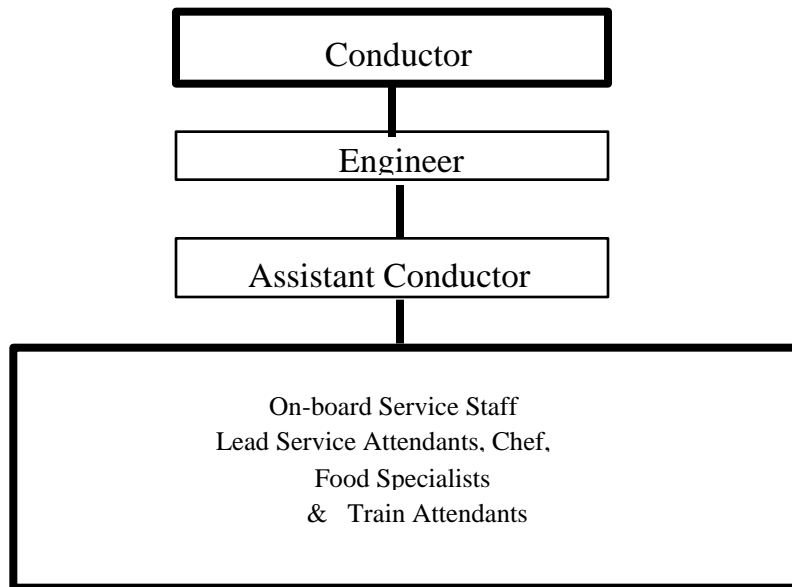 Conductor
Engineer
Assistant Conductor
On-board Service Staff
Lead Service Attendants, Chef,
Food Specialists
& Train Attendants